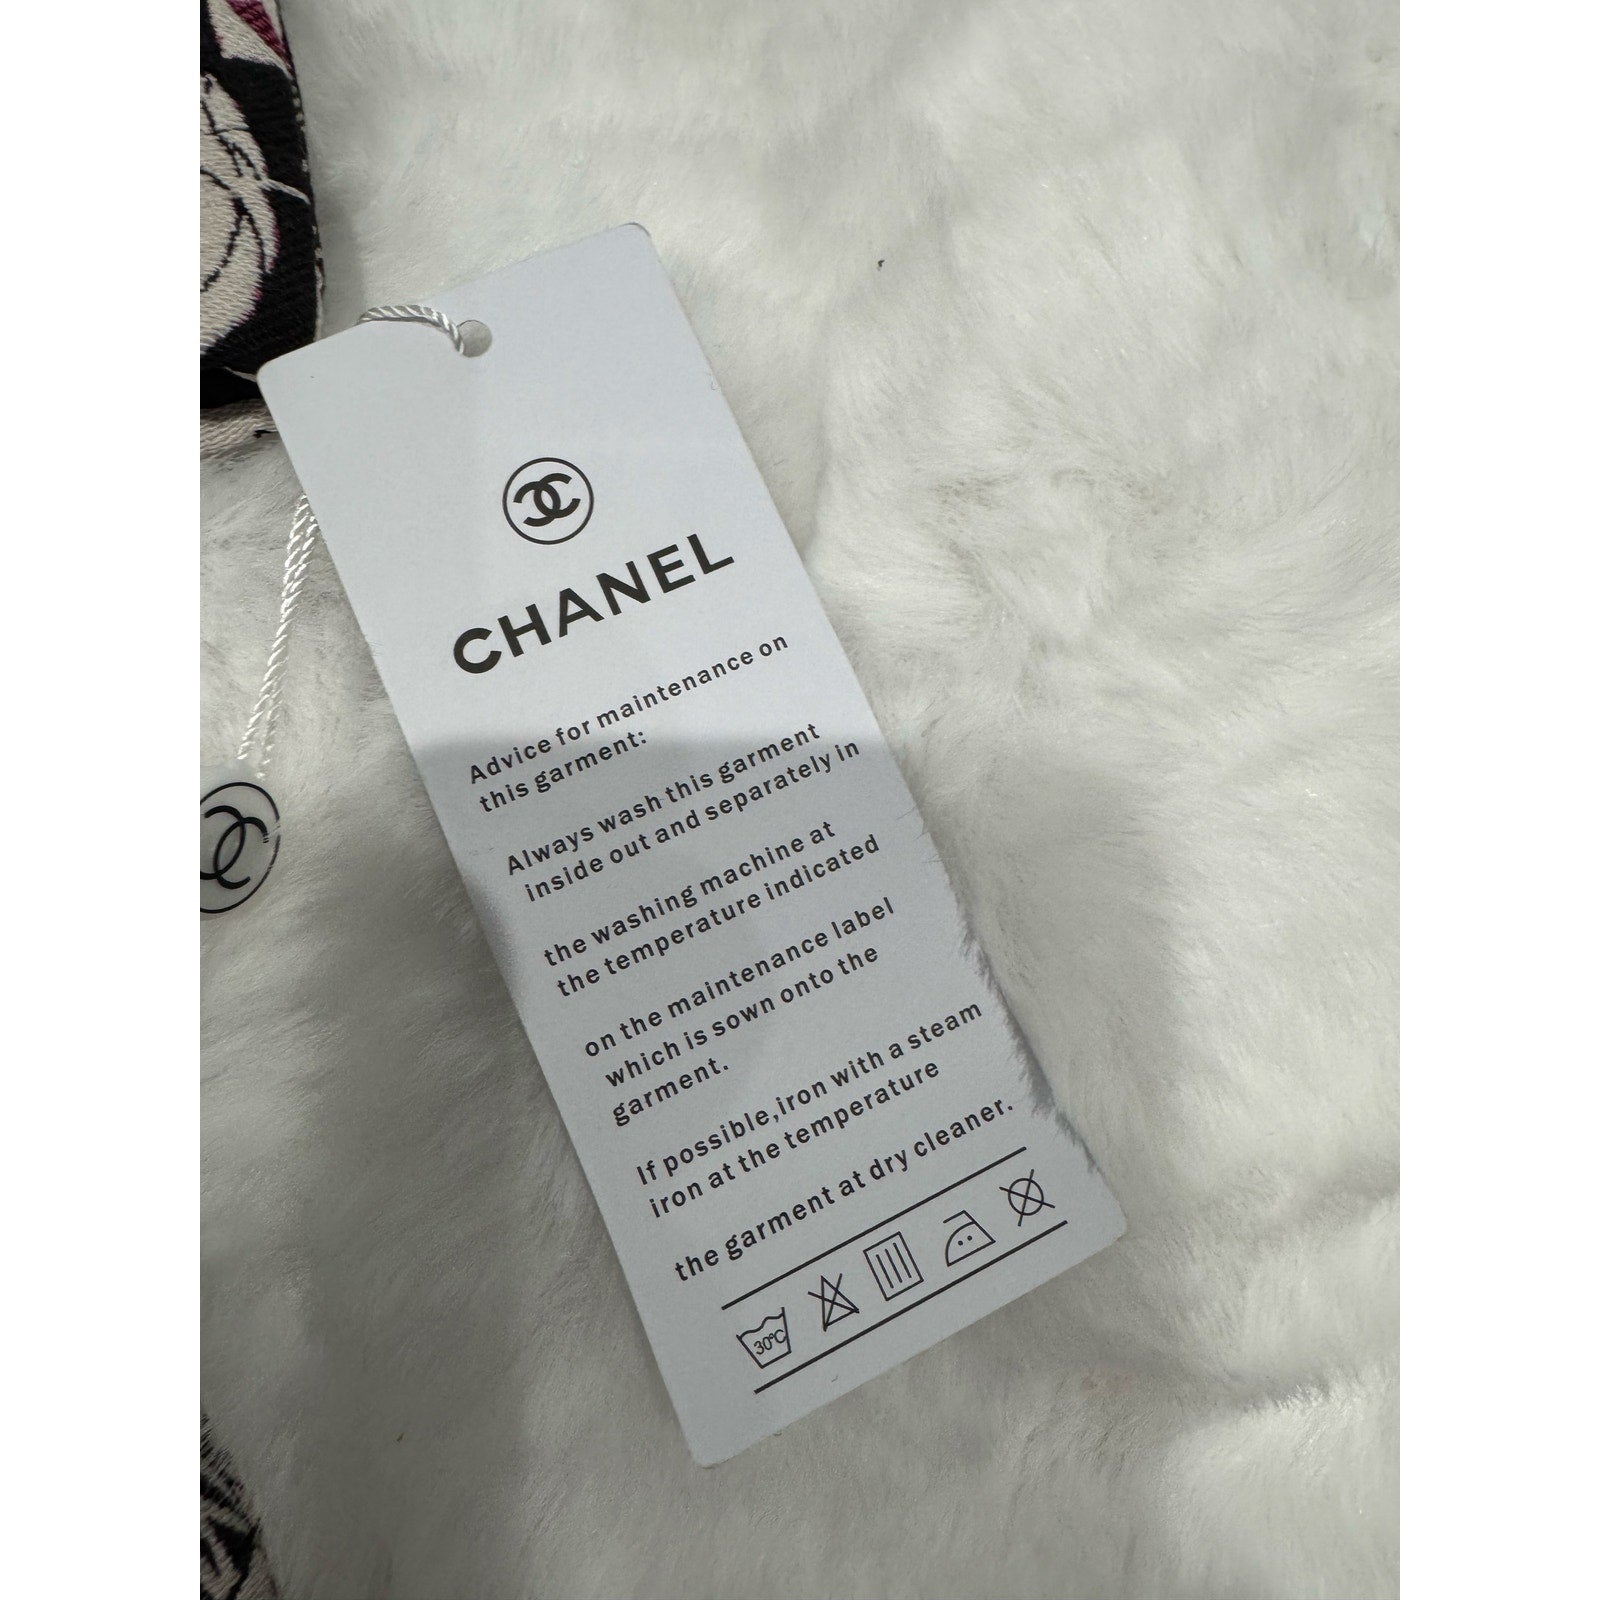 CHANEL
Advice for maintenance on
this garment:
Always wash this garment
inside out and separately in
the washing machine at
the temperature indicated
on the maintenance label
which is sown onto the
garment.
If possible,iron with a steam
iron at the temperature
the garment at dry cleaner.
30°C